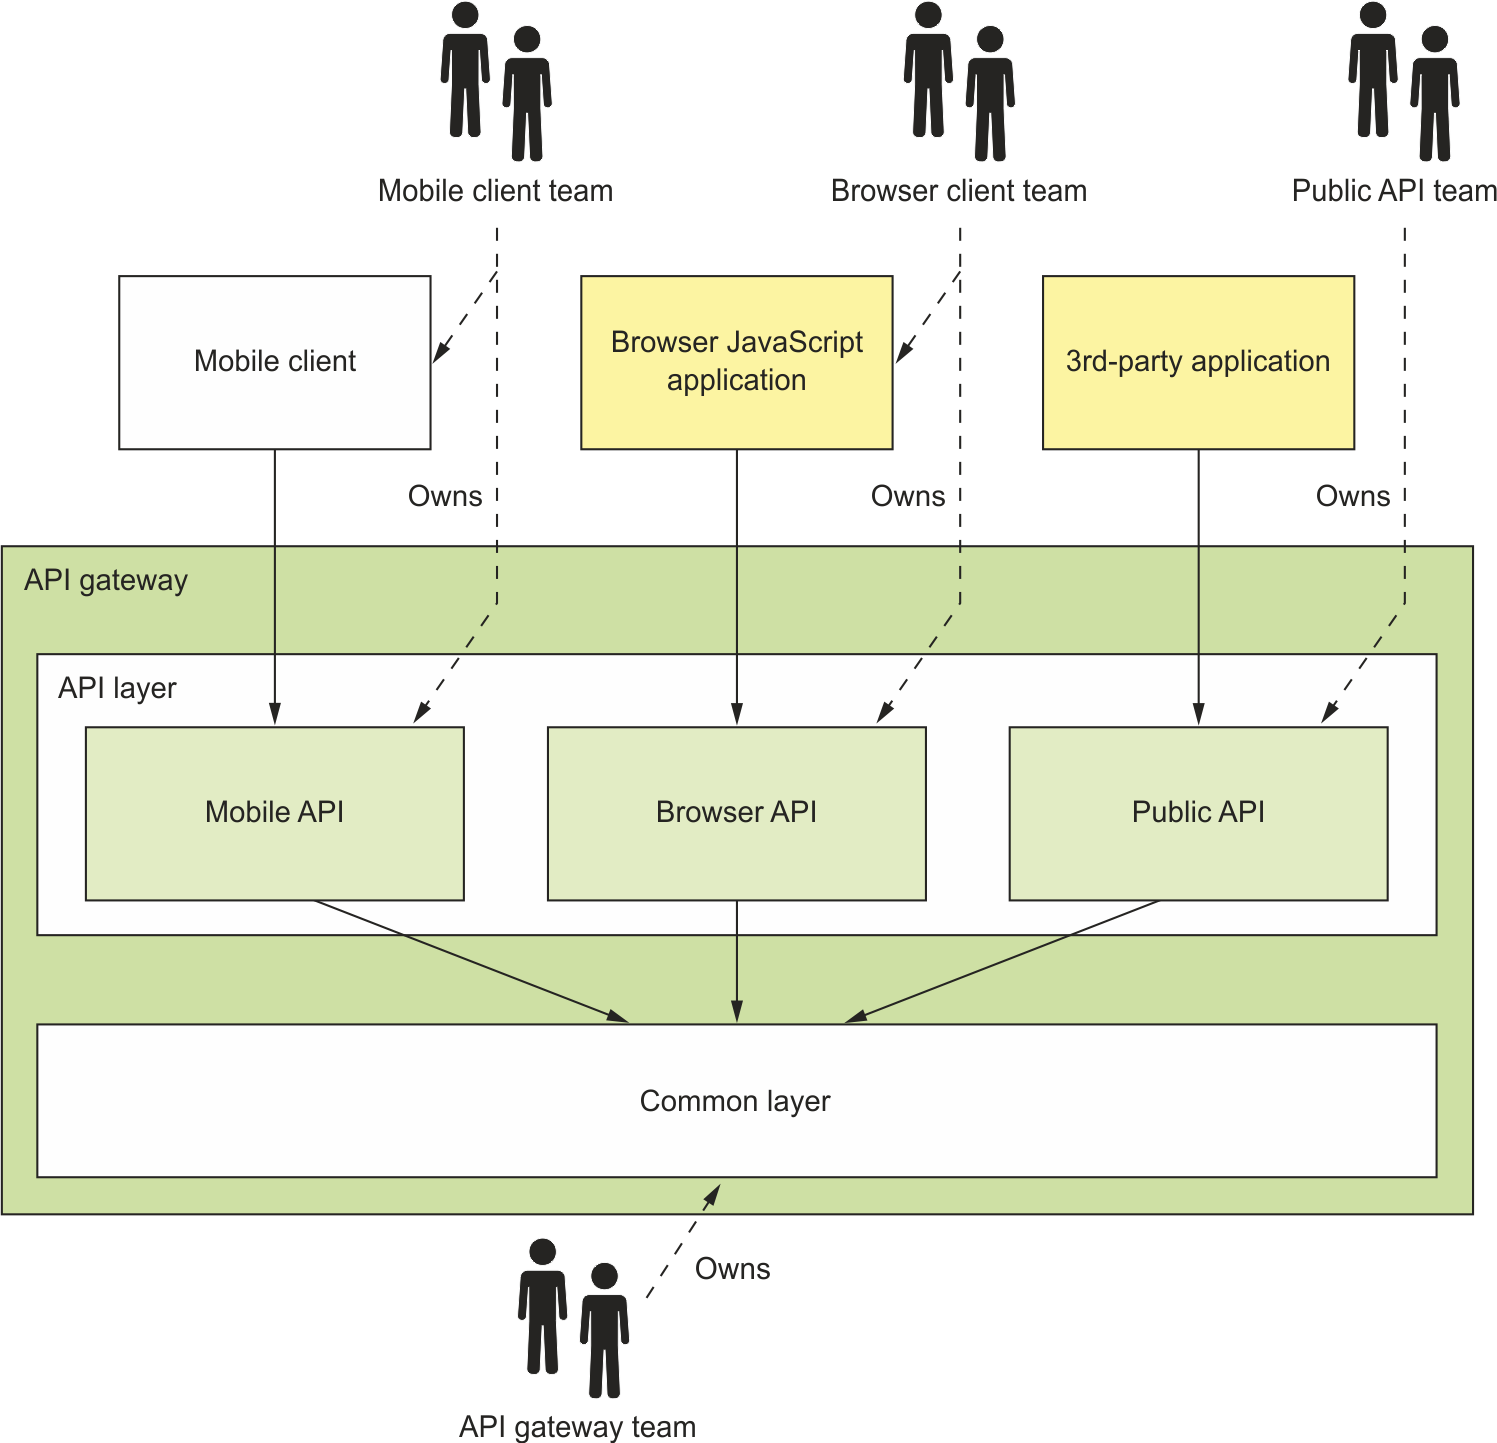 Mobile client team
Browser client team
Public API team
Mobile client
Browser JavaScript
application
3rd-party application
Owns
Owns
Owns
API gateway
API layer
Mobile API
Browser API
Public API
Common layer
Owns
API gateway team